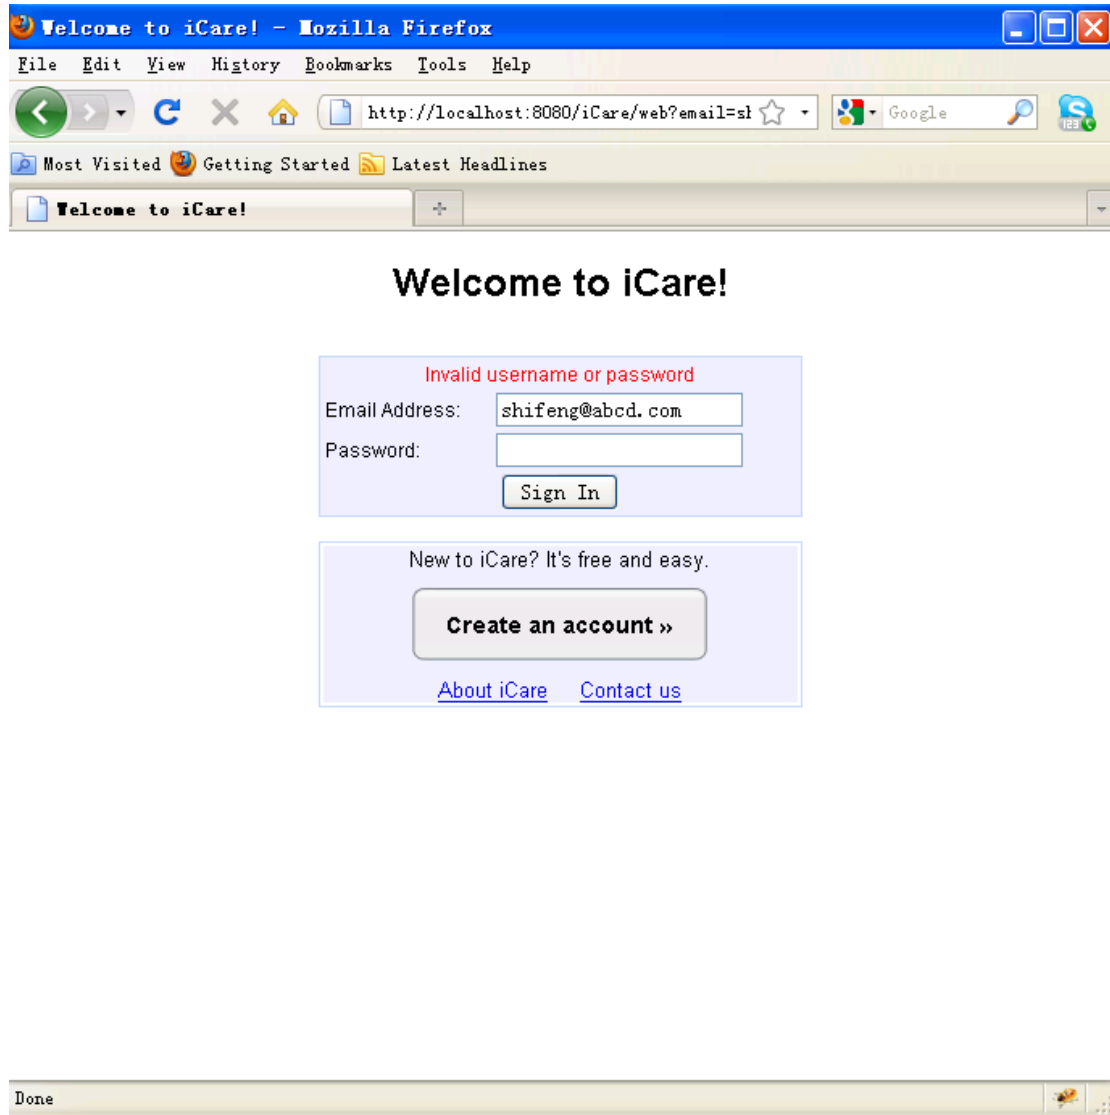 Welcome to iCare! - Mozilla Firefox
File Edit View History Bookmarks Tools Help
http://localhost:8080/iCare/web?email=sh Google
Most Visited Getting Started Latest Headlines
Welcome to iCare!
Welcome to iCare!
Invalid username or password
Email Address: shifeng@abcd.com
Password:
Sign In
New to iCare? It's free and easy.
Create an account »
About iCare Contact us
Done